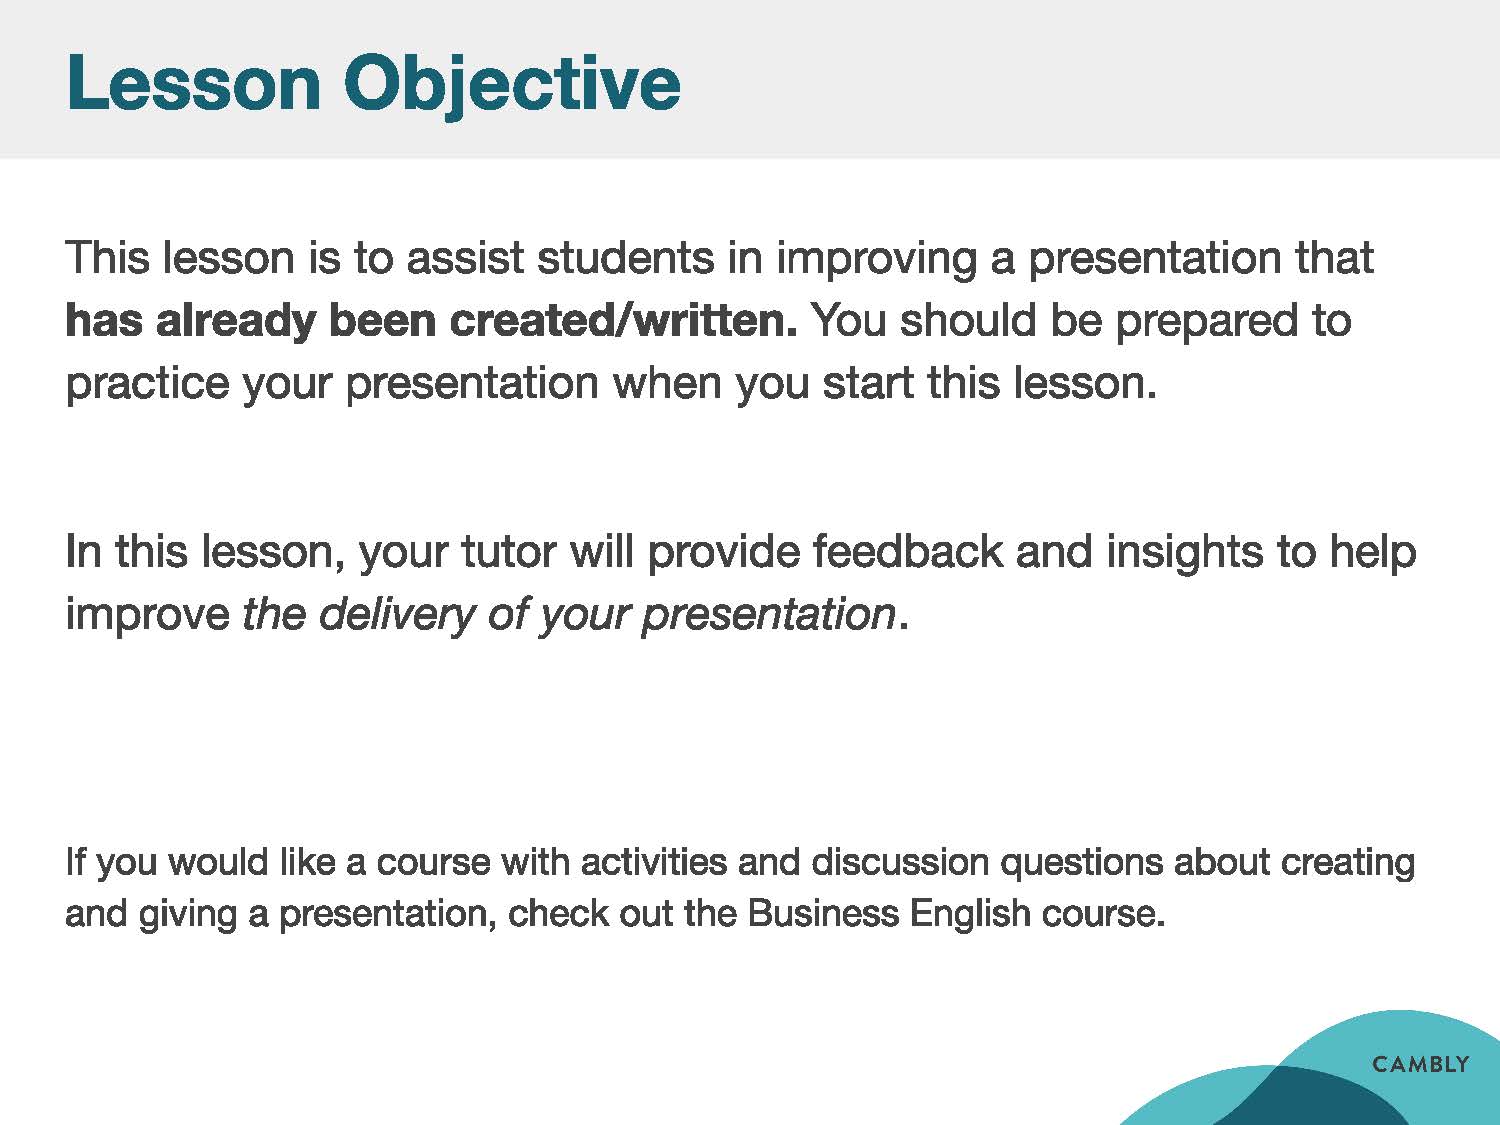 Lesson Objective
This lesson is to assist students in improving a presentation that
has already been created/written. You should be prepared to
practice your presentation when you start this lesson.
In this lesson, your tutor will provide feedback and insights to help
improve the delivery of your presentation.
If you would like a course with activities and discussion questions about creating
and giving a presentation, check out the Business English course.
CAMBLY